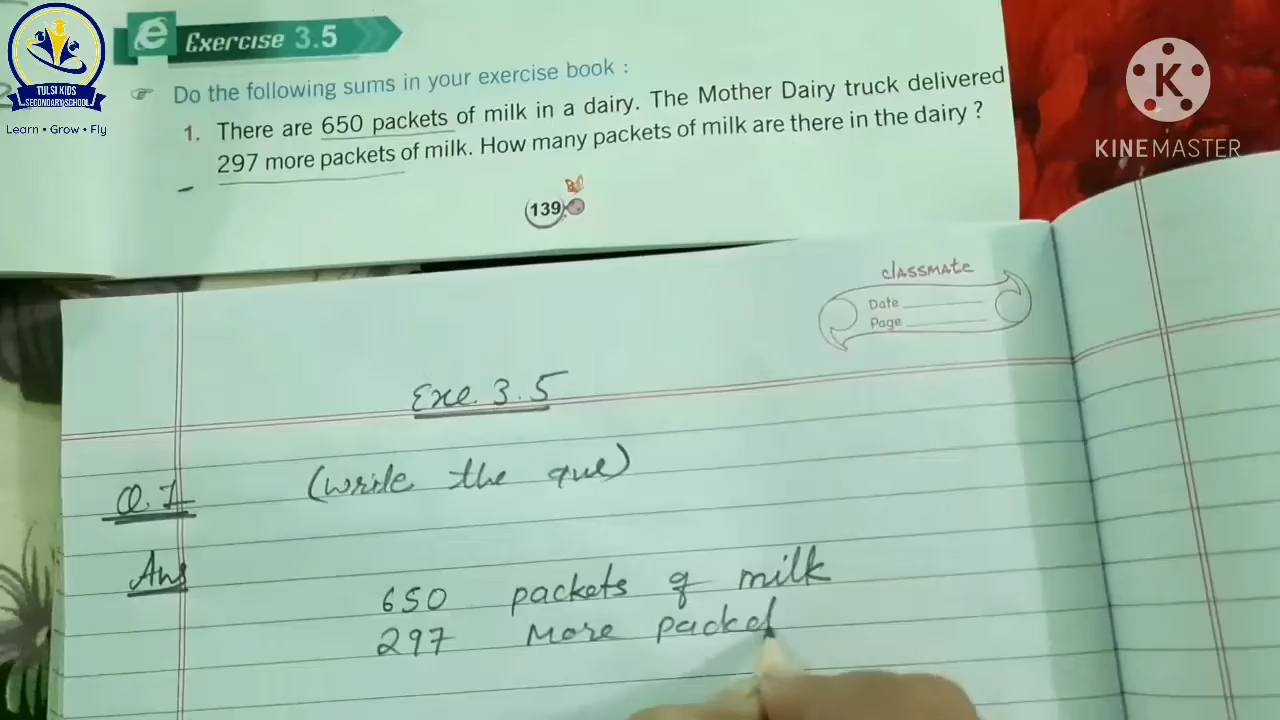 TULSI KIDS
SECONDARY SCHOOL
Learn • Grow • Fly
e Exercise 3.5
Do the following sums in your exercise book :
1. There are 650 packets of milk in a dairy. The Mother Dairy truck delivered
297 more packets of milk. How many packets of milk are there in the dairy ?
139
K
KINEMASTER
classmate
Date
Page
Exe. 3.5
Q.1 (write the que)
Ans
650 packets of milk
297 More packet